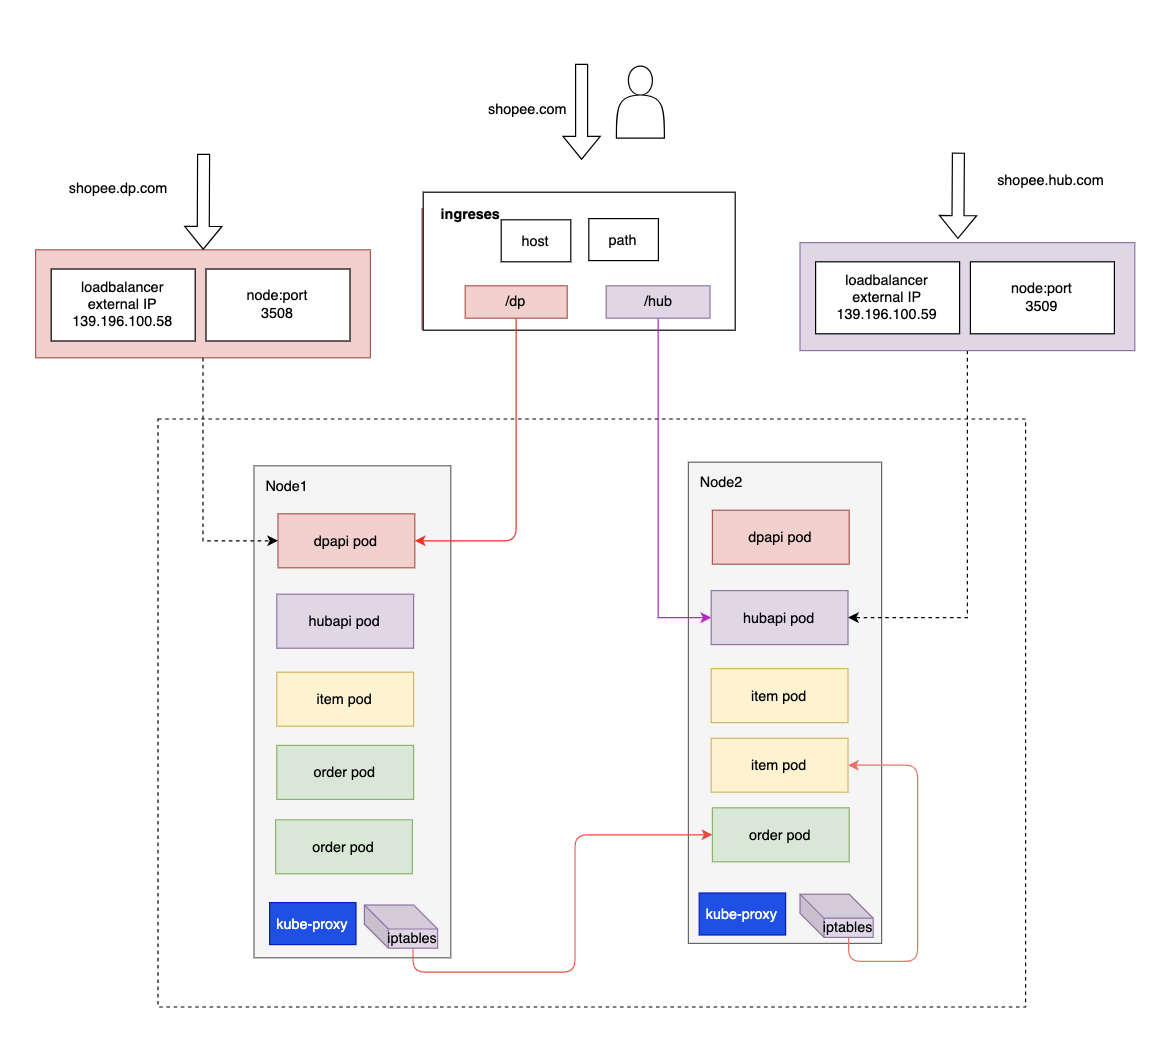 shopee.com
shopee.dp.com
shopee.hub.com
ingreses
host
path
/dp
/hub
loadbalancer
external IP
139.196.100.58
node:port
3508
loadbalancer
external IP
139.196.100.59
node:port
3509
Node1
dpapi pod
hubapi pod
item pod
order pod
order pod
kube-proxy
iptables
Node2
dpapi pod
hubapi pod
item pod
item pod
order pod
kube-proxy
iptables